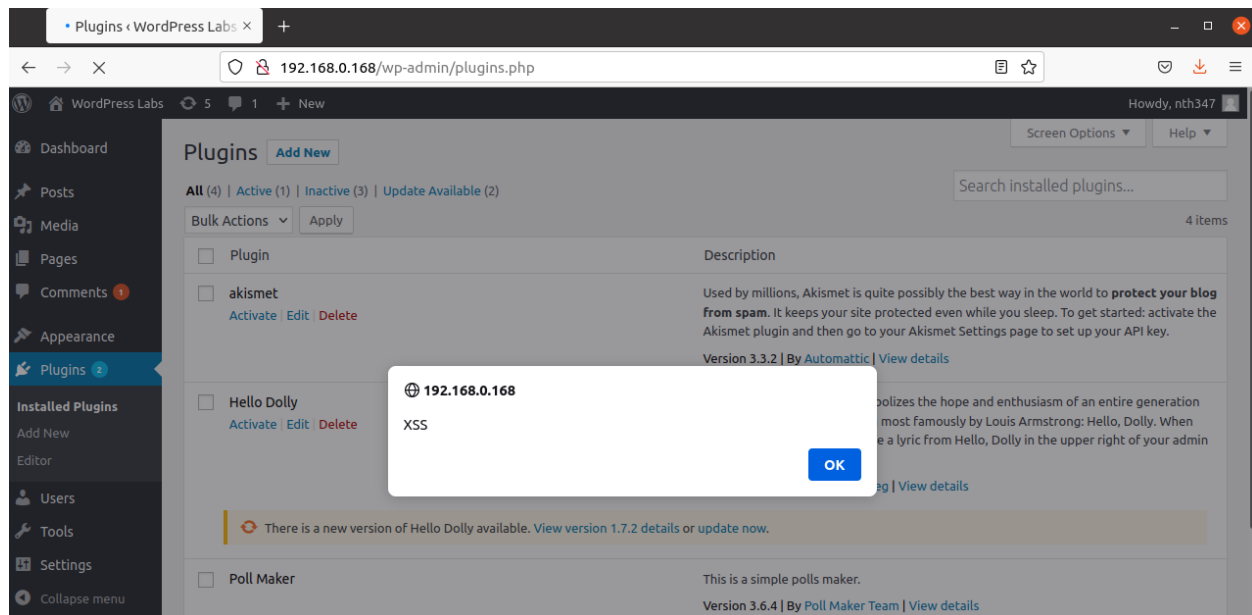 Plugins ‹ WordPress Labs
192.168.0.168/wp-admin/plugins.php
WordPress Labs 5 1 + New Howdy, nth347
Screen Options ▼ Help ▼
Dashboard
Posts
Media
Pages
Comments 1
Appearance
Plugins 2
Installed Plugins
Add New
Editor
Users
Tools
Settings
Collapse menu
Plugins Add New
All (4) | Active (1) | Inactive (3) | Update Available (2)
Search installed plugins...
Bulk Actions Apply
4 items
Plugin Description
akismet
Activate | Edit | Delete
Used by millions, Akismet is quite possibly the best way in the world to protect your blog
from spam. It keeps your site protected even while you sleep. To get started: activate the
Akismet plugin and then go to your Akismet Settings page to set up your API key.
Version 3.3.2 | By Automattic | View details
Hello Dolly
Activate | Edit | Delete
the hope and enthusiasm of an entire generation
most famously by Louis Armstrong: Hello, Dolly. When
a lyric from Hello, Dolly in the upper right of your admin
| View details
192.168.0.168
XSS
OK
There is a new version of Hello Dolly available. View version 1.7.2 details or update now.
Poll Maker
This is a simple polls maker.
Version 3.6.4 | By Poll Maker Team | View details